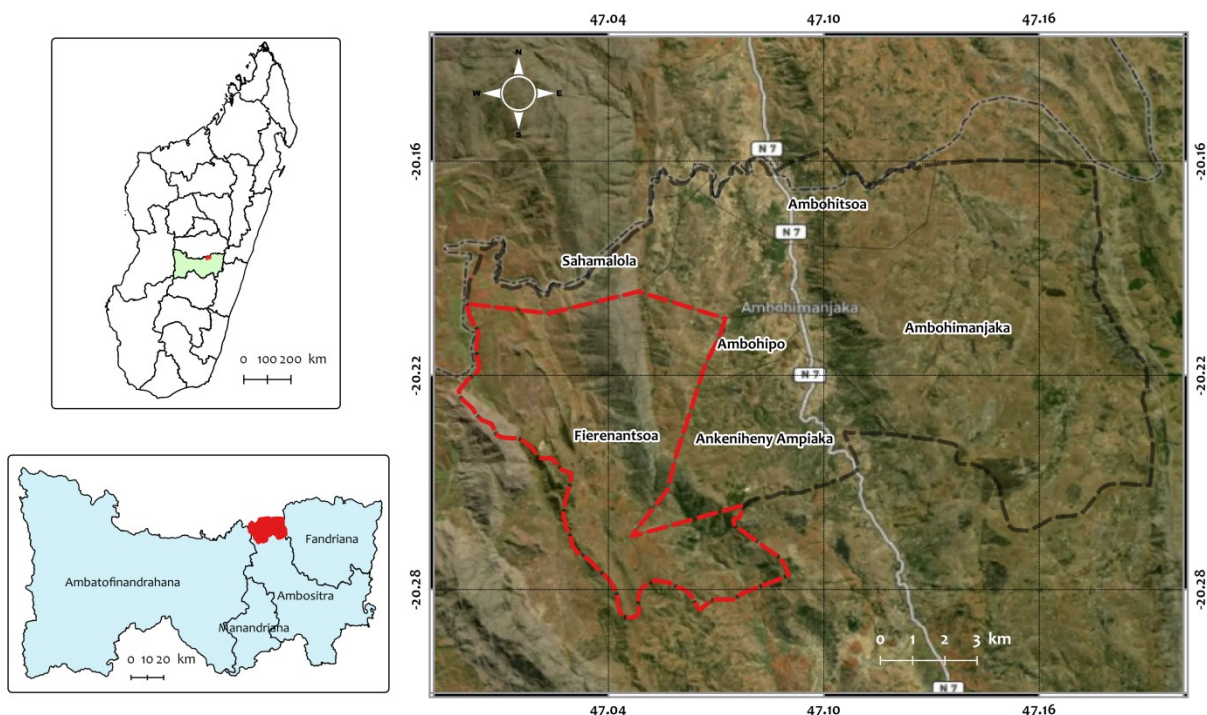 0 100 200 km
Ambatofinandrahana
Fandriana
Ambositra
Manandriana
0 10 20 km
47.04
47.10
47.16
N
W
E
S
-20.16
-20.16
N 7
Ambohitsoa
N 7
Sahamalola
Ambohimanjaka
Ambohimanjaka
Ambohipo
-20.22
-20.22
N 7
Fierenantsoa
Ankeniheny Ampiaka
-20.28
-20.28
0 1 2 3 km
N 7
47.04
47.10
47.16